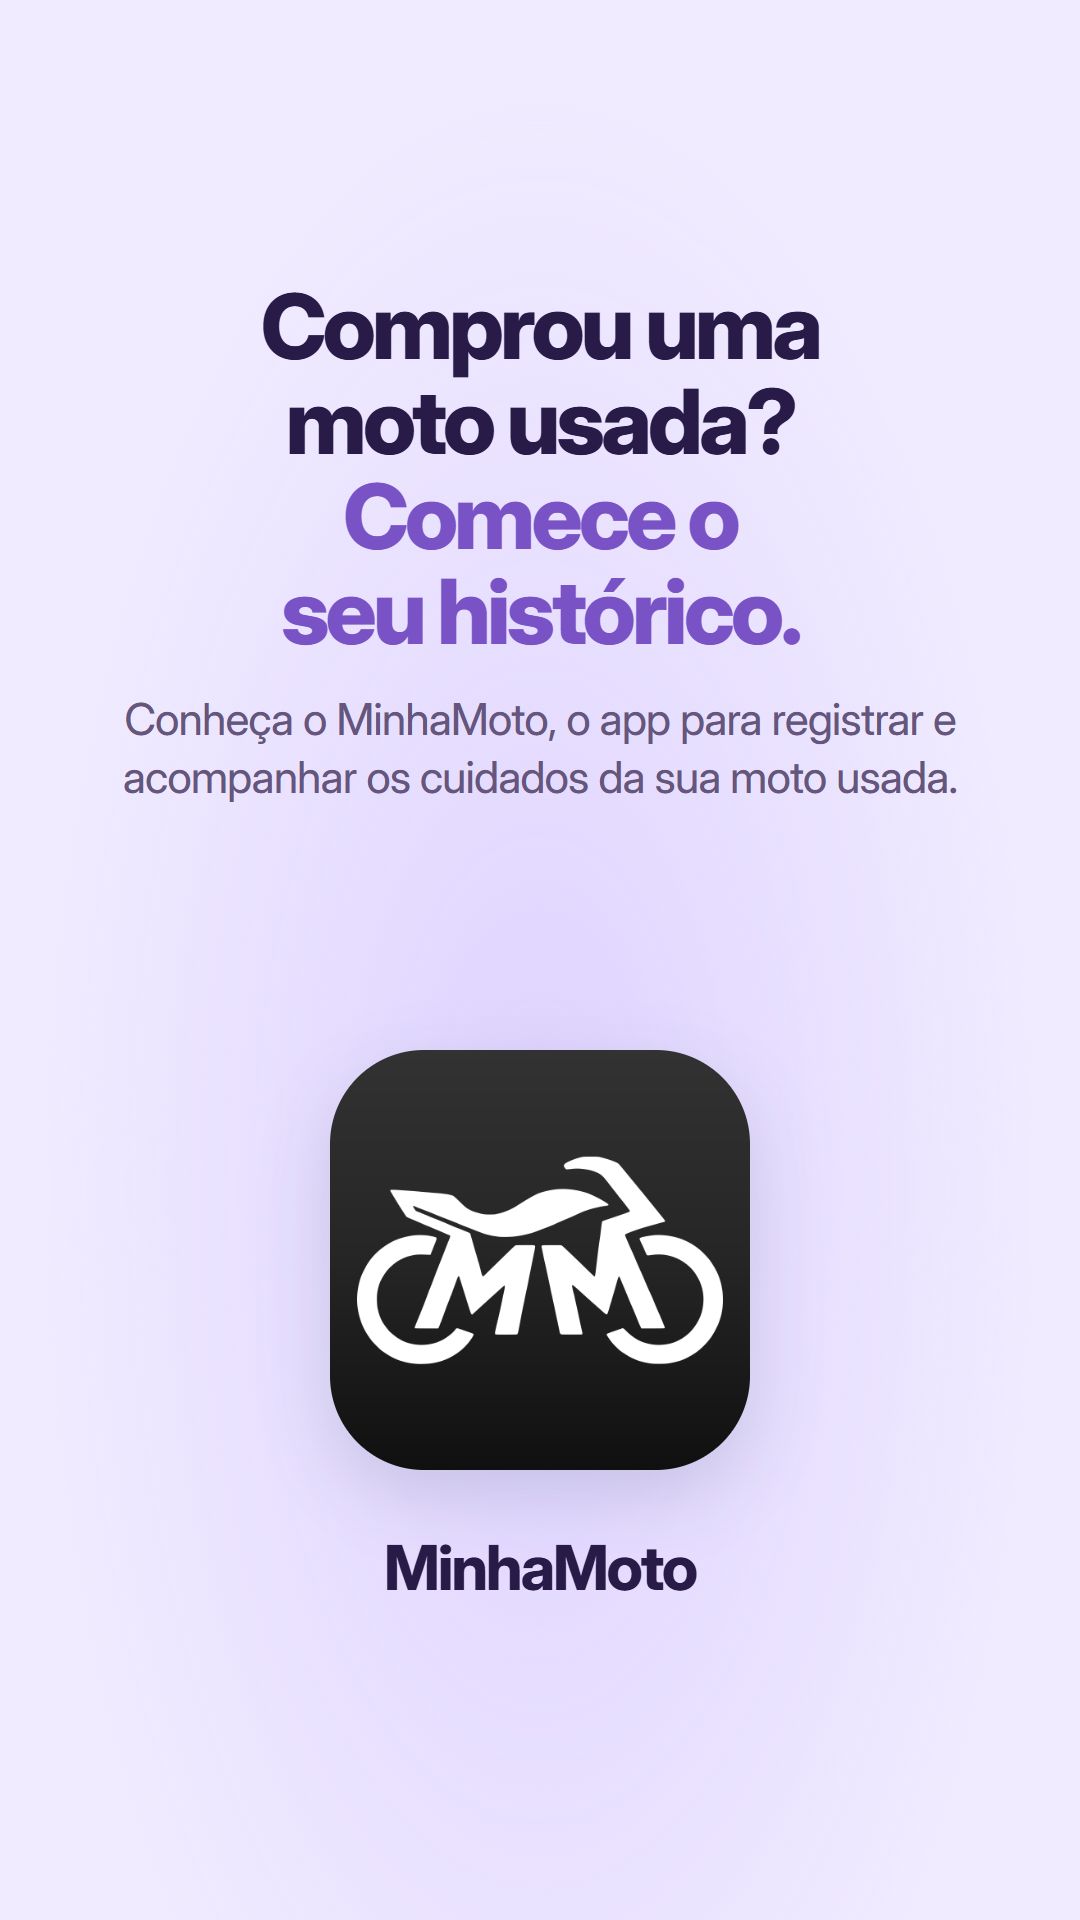 Comprou uma
moto usada?
Comece o
seu histórico.
Conheça o MinhaMoto, o app para registrar e
acompanhar os cuidados da sua moto usada.
MM
MinhaMoto